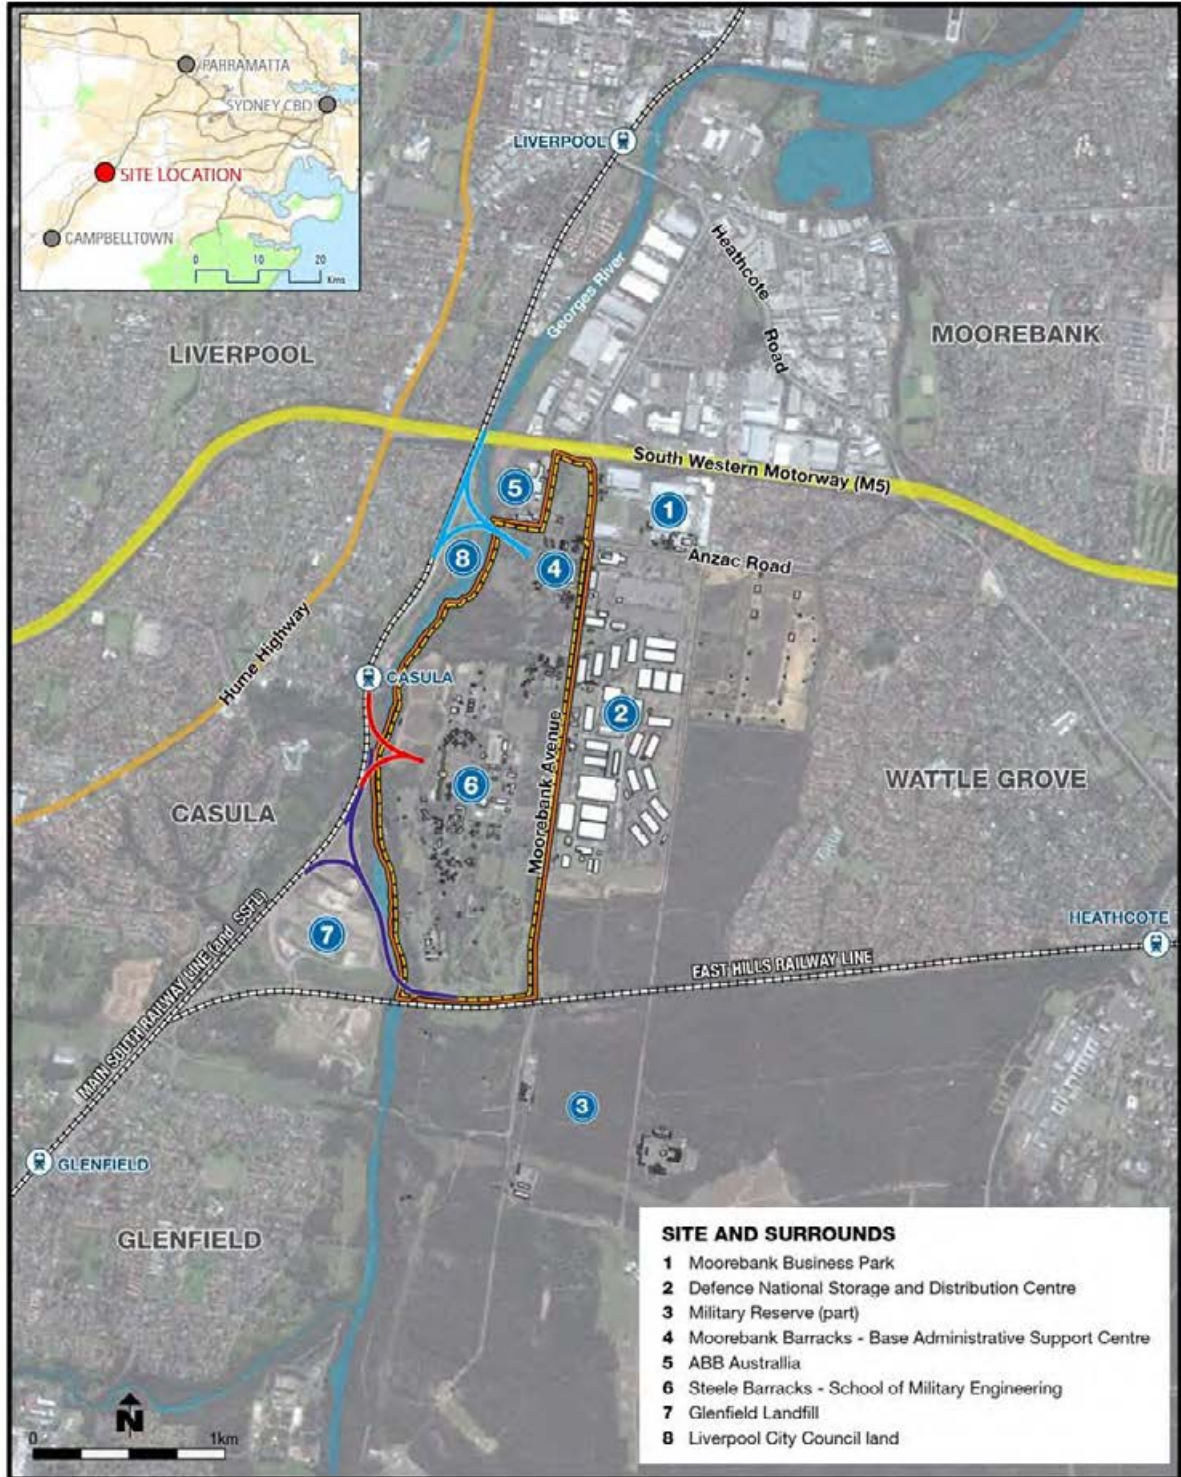 PARRAMATTA
SYDNEY CBD
SITE LOCATION
CAMPBELLTOWN
0 10 20
Kms
LIVERPOOL
Georges River
Heathcote Road
MOOREBANK
LIVERPOOL
South Western Motorway (M5)
5
1
8
4
Anzac Road
Hume Highway
CASULA
2
Moorebank Avenue
6
WATTLE GROVE
CASULA
7
HEATHCOTE
EAST HILLS RAILWAY LINE
MAIN SOUTH RAILWAY LINE (and SSFL)
3
GLENFIELD
GLENFIELD
N
0 1km
SITE AND SURROUNDS
1 Moorebank Business Park
2 Defence National Storage and Distribution Centre
3 Military Reserve (part)
4 Moorebank Barracks - Base Administrative Support Centre
5 ABB Australlia
6 Steele Barracks - School of Military Engineering
7 Glenfield Landfill
8 Liverpool City Council land